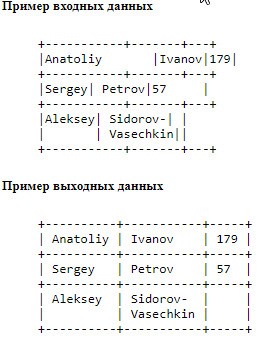 Пример входных данных
+-----------+-------+---+
|Anatoliy       |Ivanov|179|
+-----------+-------+---+
|Sergey| Petrov|57     |
+-----------+-------+---+
|Aleksey| Sidorov-| |
|       | Vasechkin||
+-----------+-------+---+
Пример выходных данных
+----------+-----------+-----+
| Anatoliy | Ivanov    | 179 |
+----------+-----------+-----+
| Sergey   | Petrov    | 57  |
+----------+-----------+-----+
| Aleksey  | Sidorov-  |     |
|          | Vasechkin |     |
+----------+-----------+-----+